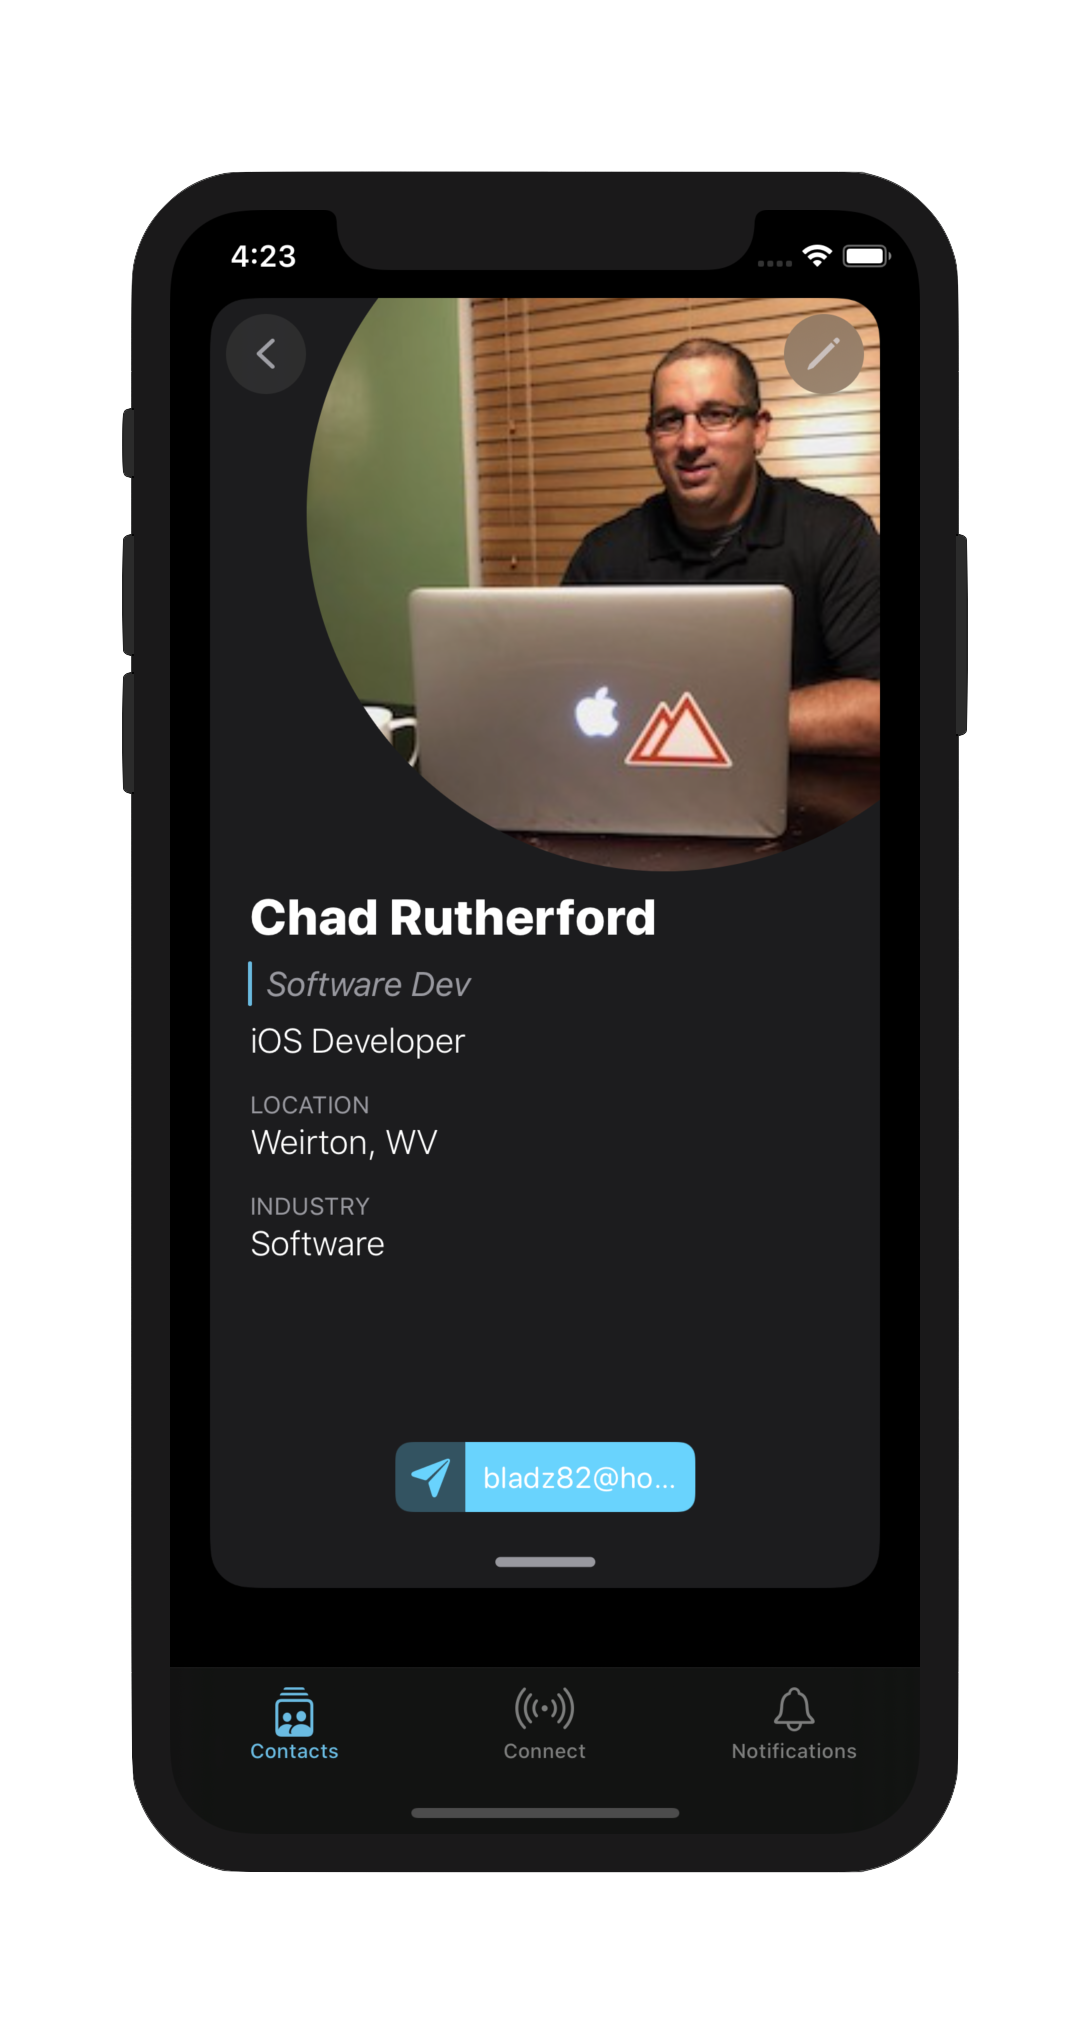 4:23
Chad Rutherford
Software Dev
iOS Developer
LOCATION
Weirton, WV
INDUSTRY
Software
bladz82@ho...
Contacts
Connect
Notifications